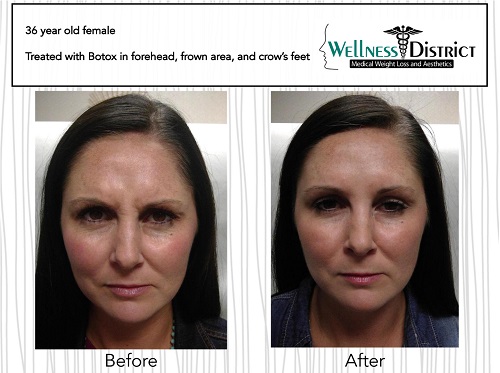 36 year old female
Treated with Botox in forehead, frown area, and crow's feet
WELLNESS DISTRICT
Medical Weight Loss and Aesthetics
Before
After